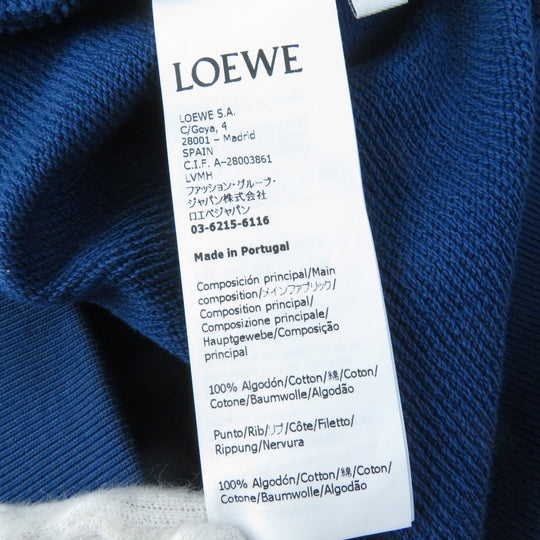 LOEWE
LOEWE S.A.
C/Goya, 4
28001 – Madrid
SPAIN
C.I.F. A-28003861
LVMH
ファッション・グループ・
ジャパン株式会社
ロエベジャパン
03-6215-6116
Made in Portugal
Composición principal/Main
composition/メインファブリック/
Composition principal/
Composizione principale/
Hauptgewebe/Composição
principal
100% Algodón/Cotton/綿/Coton/
Cotone/Baumwolle/Algodão
Punto/Rib/リブ/Côte/Filetto/
Rippung/Nervura
100% Algodón/Cotton/綿/Coton/
Cotone/Baumwolle/Algodão